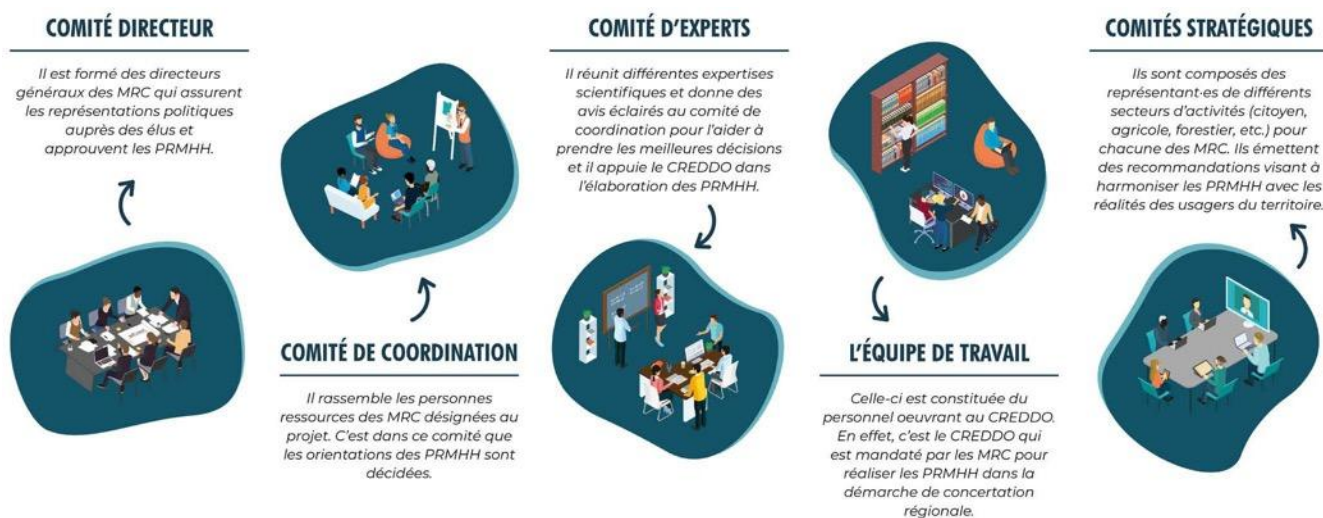 COMITÉ DIRECTEUR
Il est formé des directeurs
généraux des MRC qui assurent
les représentations politiques
auprès des élus et
approuvent les PRMHH.
COMITÉ DE COORDINATION
Il rassemble les personnes
ressources des MRC désignées au
projet. C'est dans ce comité que
les orientations des PRMHH sont
décidées.
COMITÉ D'EXPERTS
Il réunit différentes expertises
scientifiques et donne des
avis éclairés au comité de
coordination pour l'aider à
prendre les meilleures décisions
et il appuie le CREDDO dans
l'élaboration des PRMHH.
L'ÉQUIPE DE TRAVAIL
Celle-ci est constituée du
personnel oeuvrant au CREDDO.
En effet, c'est le CREDDO qui
est mandaté par les MRC pour
réaliser les PRMHH dans la
démarche de concertation
régionale.
COMITÉS STRATÉGIQUES
Ils sont composés des
représentant·es de différents
secteurs d'activités (citoyen,
agricole, forestier, etc.) pour
chacune des MRC. Ils émettent
des recommandations visant à
harmoniser les PRMHH avec les
réalités des usagers du territoire.